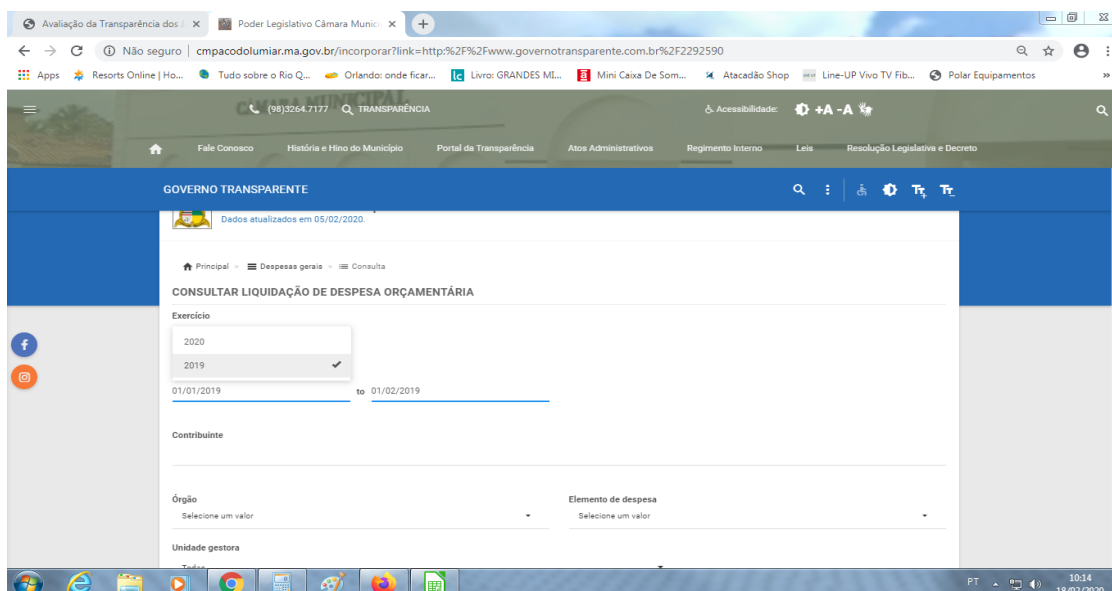 Avaliação da Transparência dos
Poder Legislativo Câmara Munici
Não seguro | cmpacodolumiar.ma.gov.br/incorporar?link=http:%2F%2Fwww.governotransparente.com.br%2F2292590
Apps Resorts Online | Ho... Tudo sobre o Rio Q... Orlando: onde ficar... Livro: GRANDES MI... Mini Caixa De Som... Atacadão Shop Line-UP Vivo TV Fib... Polar Equipamentos »
(98)3264.7177 TRANSPARÊNCIA Acessibilidade: +A -A
Fale Conosco História e Hino do Município Portal da Transparência Atos Administrativos Regimento Interno Leis Resolução Legislativa e Decreto
GOVERNO TRANSPARENTE
Dados atualizados em 05/02/2020.
Principal » Despesas gerais » Consulta
CONSULTAR LIQUIDAÇÃO DE DESPESA ORÇAMENTÁRIA
Exercício
2020
2019
01/01/2019 to 01/02/2019
Contribuinte
Órgão Elemento de despesa
Selecione um valor Selecione um valor
Unidade gestora
Todas
PT 10:14
18/02/2020